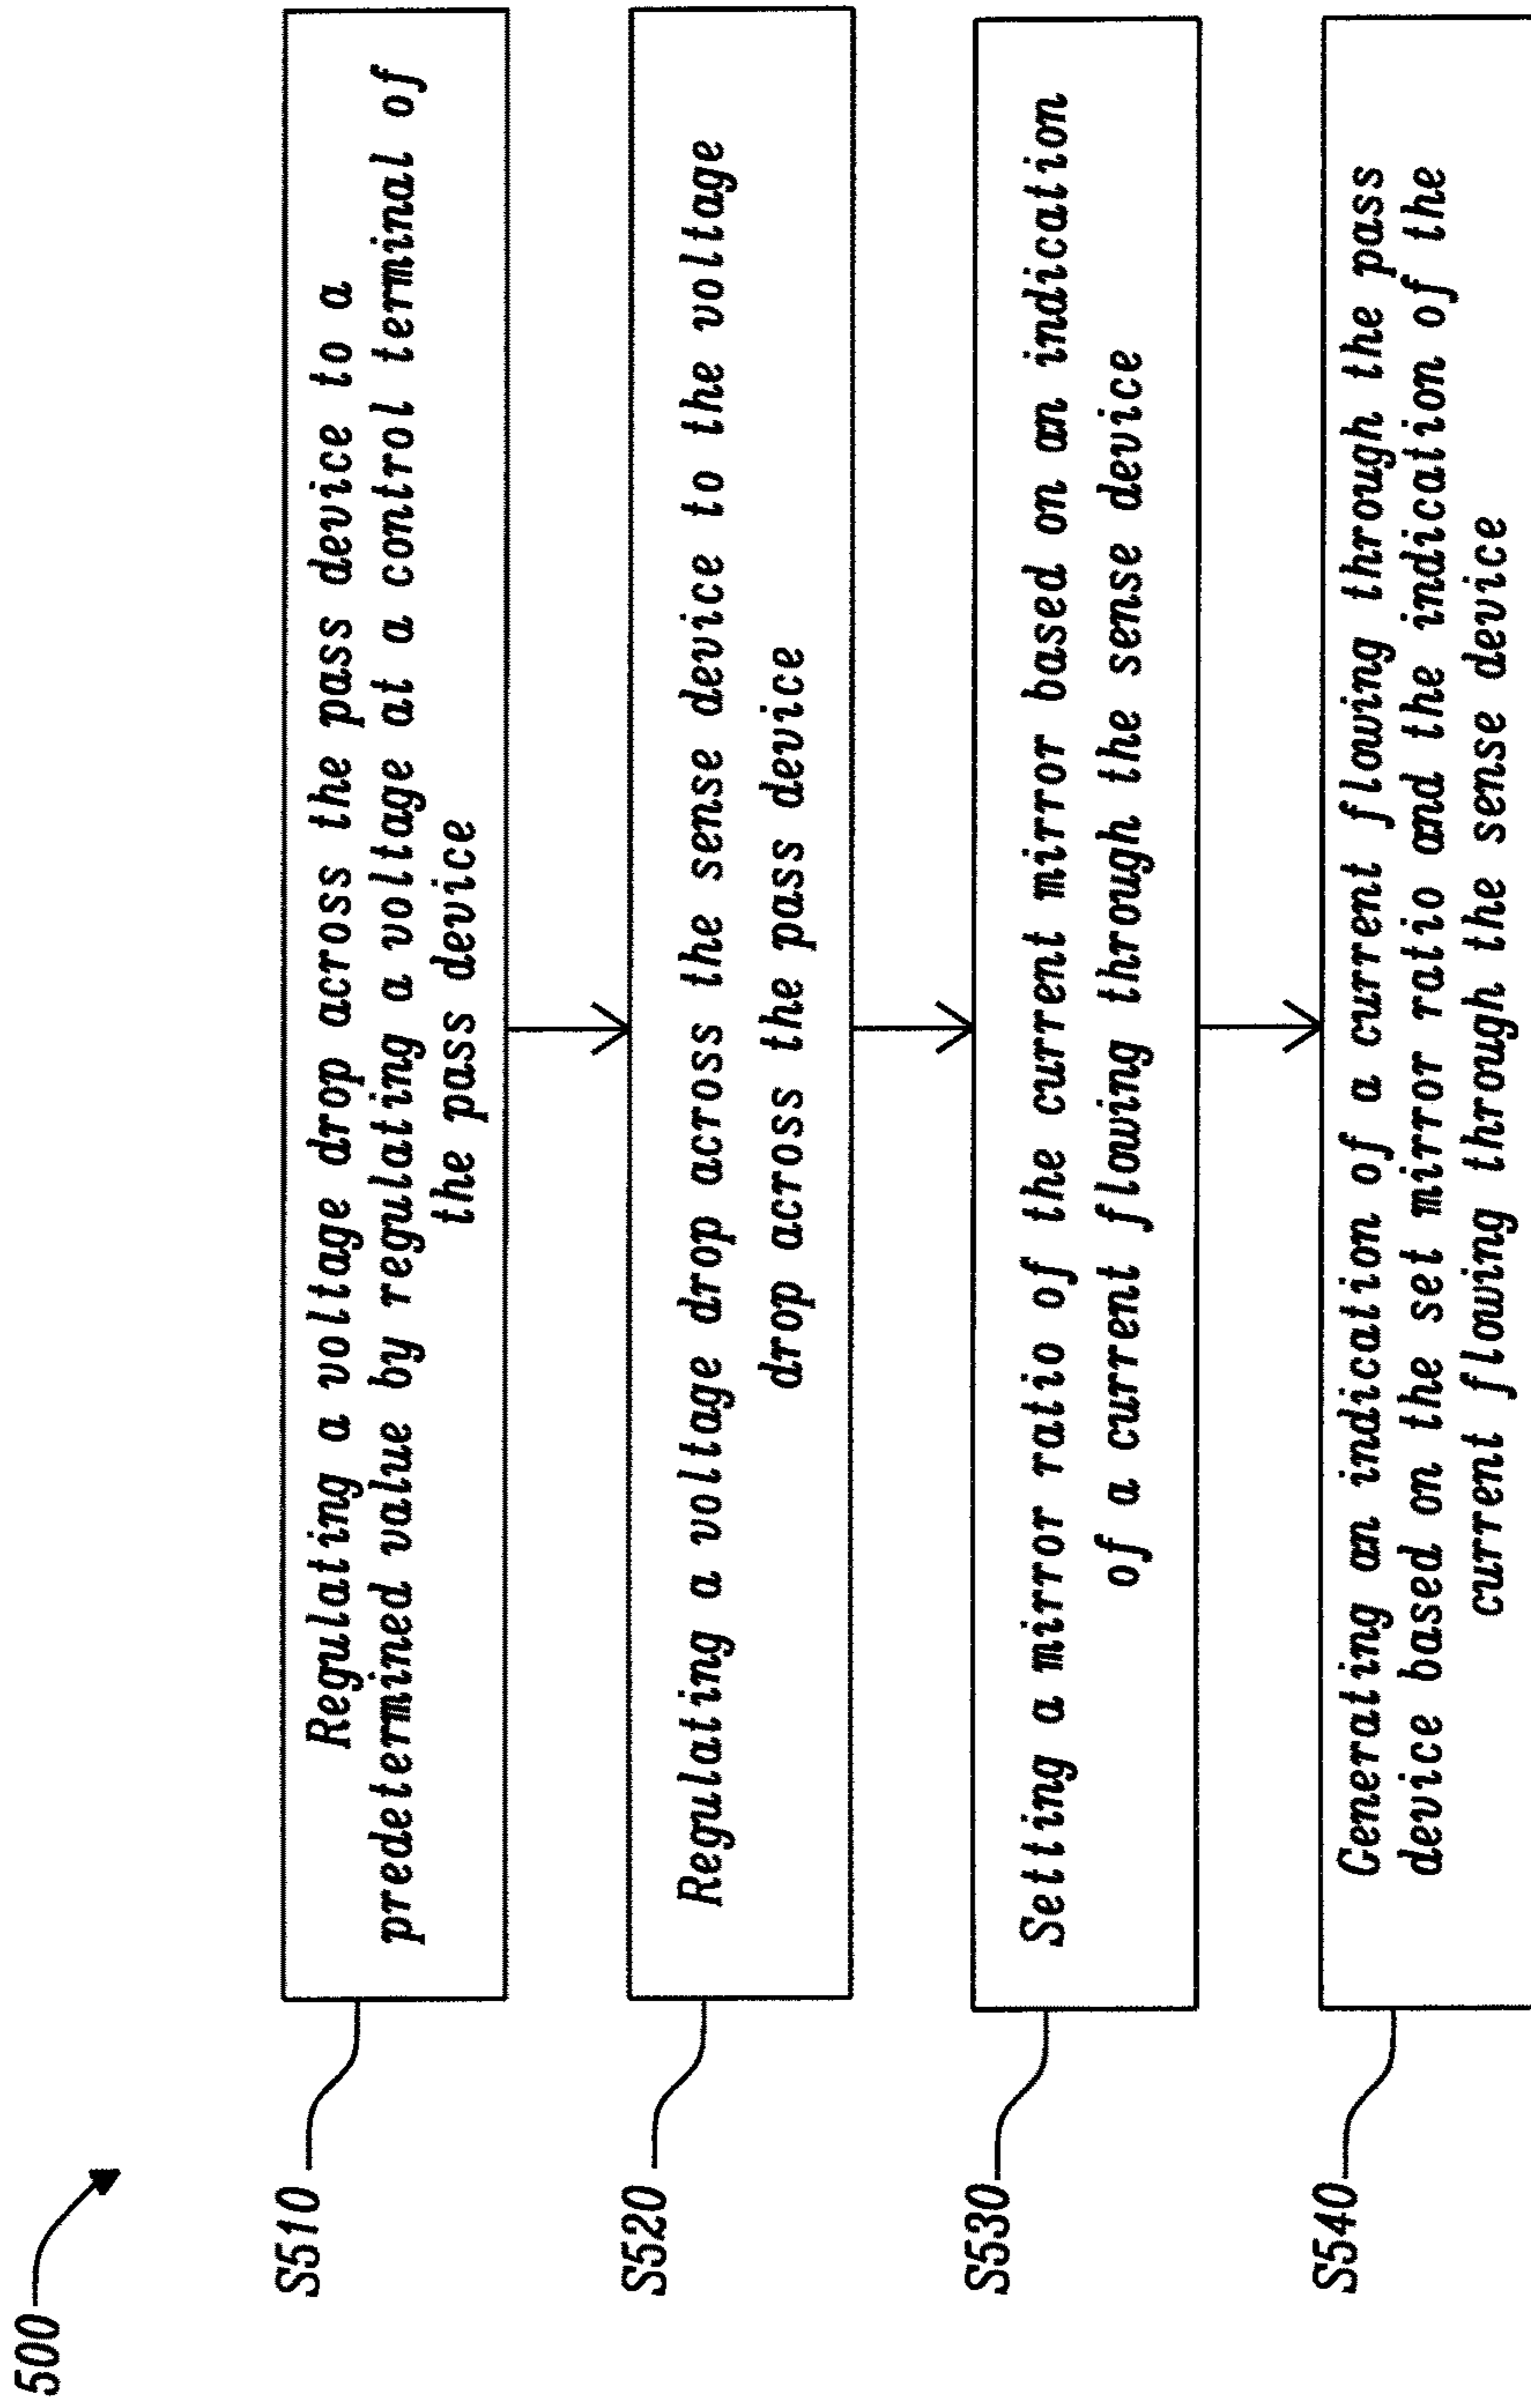 500
S510
Regulating a voltage drop across the pass device to a
predetermined value by regulating a voltage at a control terminal of
the pass device
S520
Regulating a voltage drop across the sense device to the voltage
drop across the pass device
S530
Setting a mirror ratio of the current mirror based on an indication
of a current flowing through the sense device
S540
Generating an indication of a current flowing through the pass
device based on the set mirror ratio and the indication of the
current flowing through the sense device